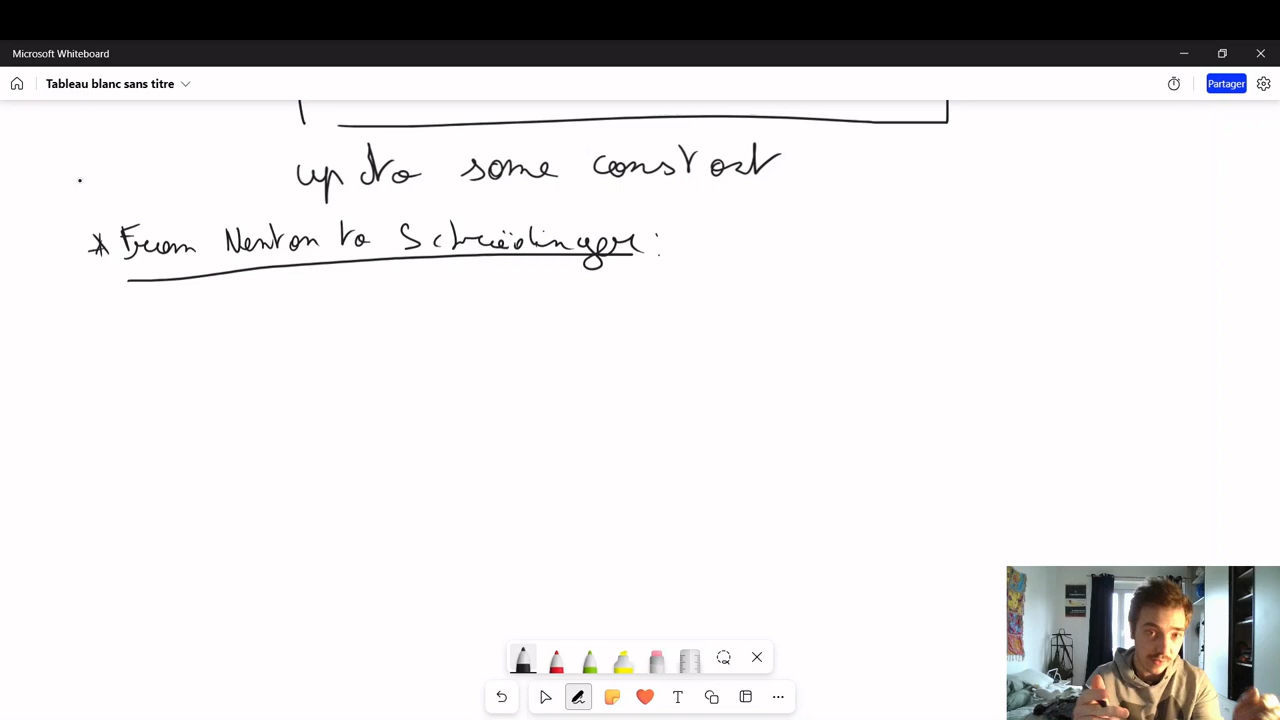 Microsoft Whiteboard
Tableau blanc sans titre
Partager
up to some constant
* From Newton to Schrödinger :